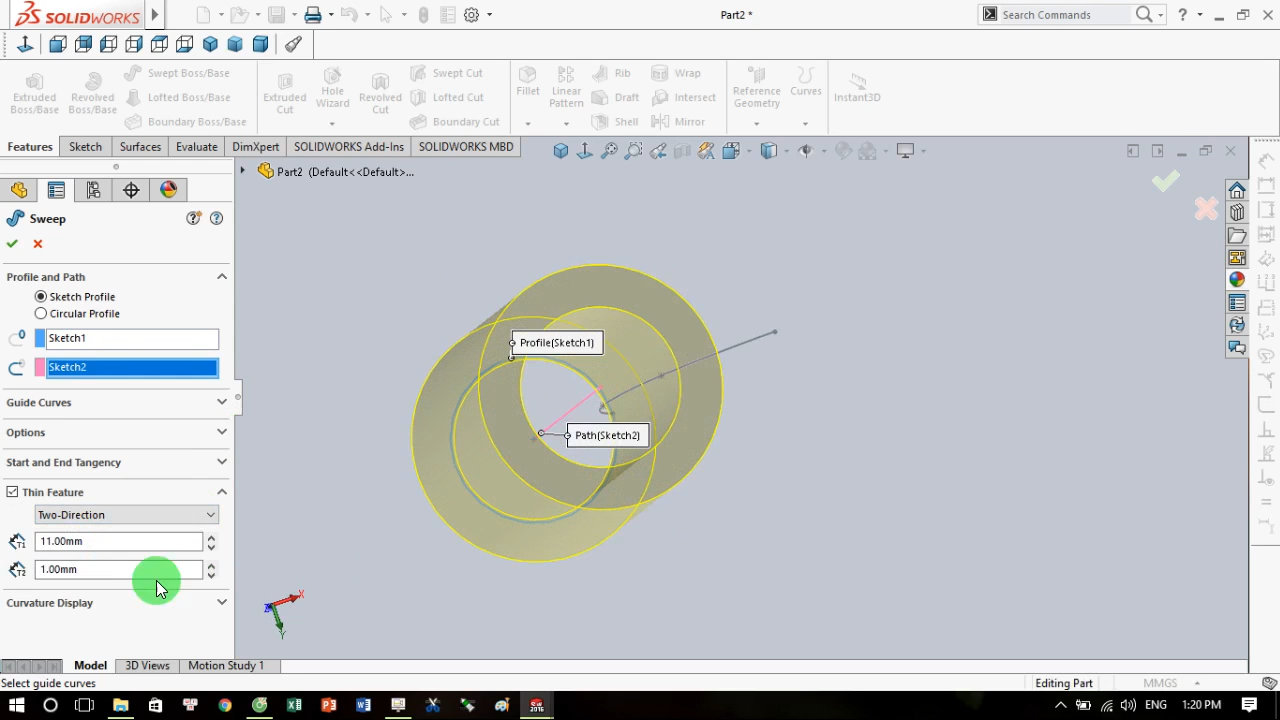 SOLIDWORKS
Part2 *
Search Commands
Extruded Boss/Base
Revolved Boss/Base
Swept Boss/Base
Lofted Boss/Base
Boundary Boss/Base
Extruded Cut
Hole Wizard
Revolved Cut
Swept Cut
Lofted Cut
Boundary Cut
Fillet
Linear Pattern
Rib
Draft
Shell
Wrap
Intersect
Mirror
Reference Geometry
Curves
Instant3D
Features
Sketch
Surfaces
Evaluate
DimXpert
SOLIDWORKS Add-Ins
SOLIDWORKS MBD
Part2 (Default<<Default>...
Sweep
Profile and Path
Sketch Profile
Circular Profile
Sketch1
Sketch2
Guide Curves
Options
Start and End Tangency
Thin Feature
Two-Direction
T1
11.00mm
T2
1.00mm
Curvature Display
Profile(Sketch1)
Path(Sketch2)
X
Y
Z
Model
3D Views
Motion Study 1
Select guide curves
Editing Part
MMGS
ENG
1:20 PM